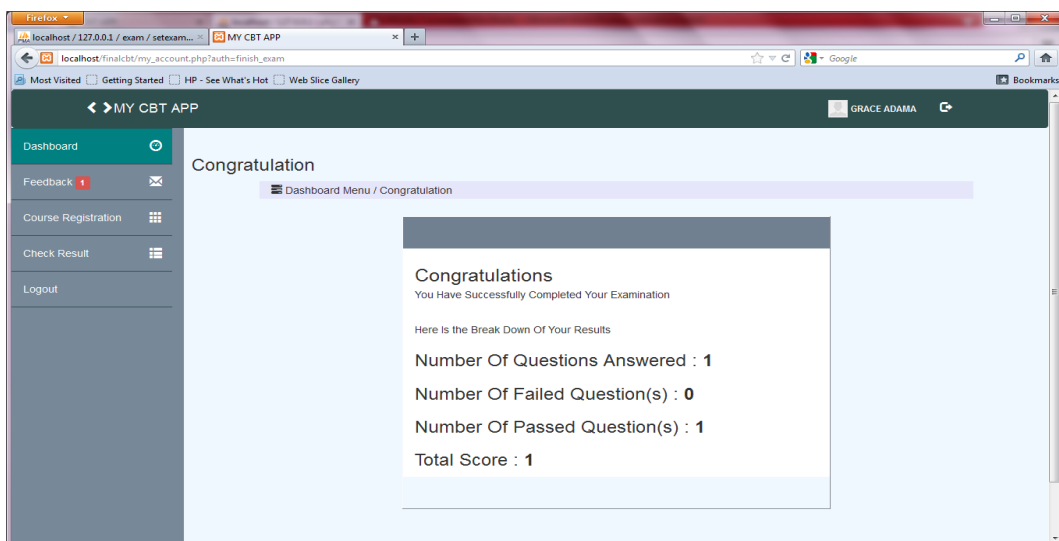 Firefox
localhost / 127.0.0.1 / exam / setexam...
MY CBT APP
localhost/finalcbt/my_account.php?auth=finish_exam
Google
Most Visited Getting Started HP - See What's Hot Web Slice Gallery Bookmarks
MY CBT APP
GRACE ADAMA
Dashboard
Feedback 1
Course Registration
Check Result
Logout
Congratulation
Dashboard Menu / Congratulation
Congratulations
You Have Successfully Completed Your Examination
Here Is the Break Down Of Your Results
Number Of Questions Answered : 1
Number Of Failed Question(s) : 0
Number Of Passed Question(s) : 1
Total Score : 1